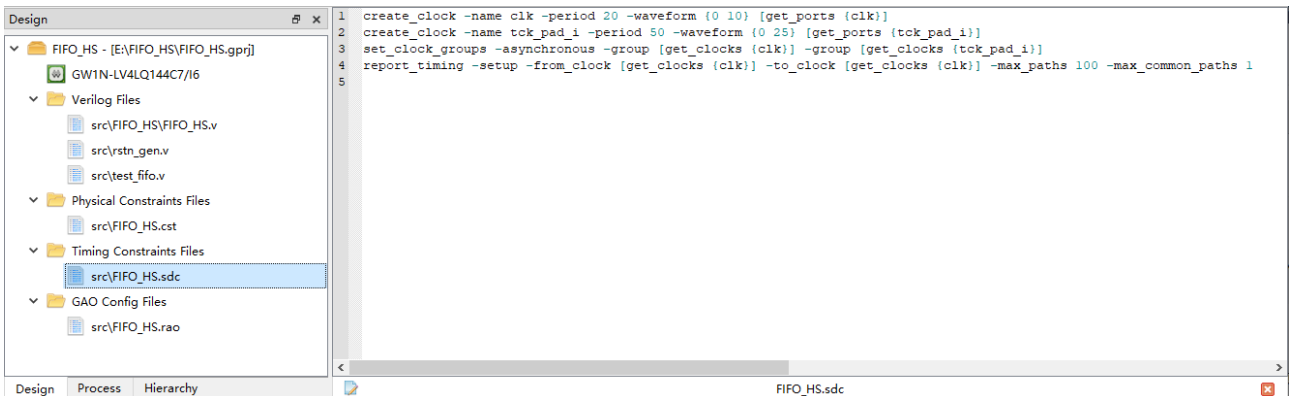 Design
FIFO_HS - [E:\FIFO_HS\FIFO_HS.gprj]
GW1N-LV4LQ144C7/I6
Verilog Files
src\FIFO_HS\FIFO_HS.v
src\rstn_gen.v
src\test_fifo.v
Physical Constraints Files
src\FIFO_HS.cst
Timing Constraints Files
src\FIFO_HS.sdc
GAO Config Files
src\FIFO_HS.rao
Design Process Hierarchy
1 create_clock -name clk -period 20 -waveform {0 10} [get_ports {clk}]
2 create_clock -name tck_pad_i -period 50 -waveform {0 25} [get_ports {tck_pad_i}]
3 set_clock_groups -asynchronous -group [get_clocks {clk}] -group [get_clocks {tck_pad_i}]
4 report_timing -setup -from_clock [get_clocks {clk}] -to_clock [get_clocks {clk}] -max_paths 100 -max_common_paths 1
5
FIFO_HS.sdc